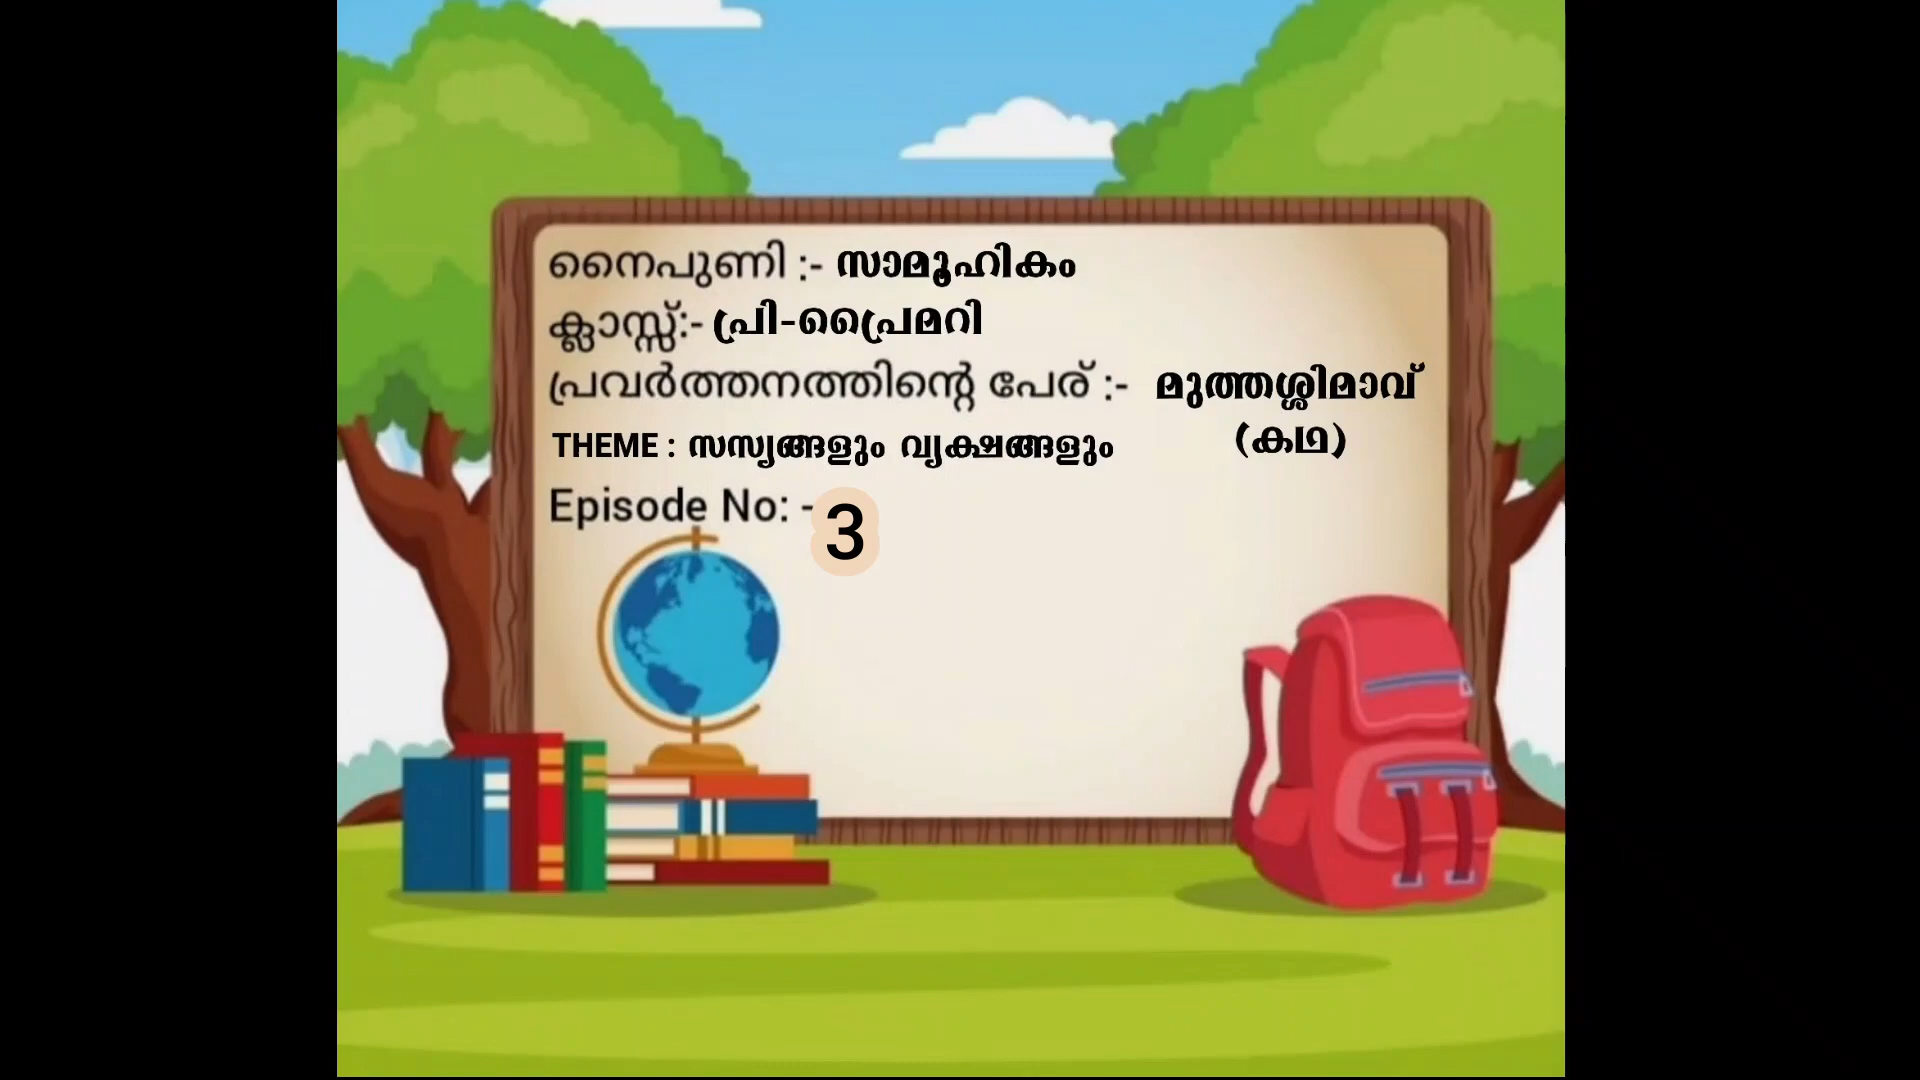 നൈപുണി :- സാമൂഹികം
ക്ലാസ്സ്:- പ്രി-പ്രൈമറി
പ്രവർത്തനത്തിന്റെ പേര് :- മുത്തശ്ശിമാവ്
(കഥ)
THEME : സസ്യങ്ങളും വൃക്ഷങ്ങളും
Episode No: - 3